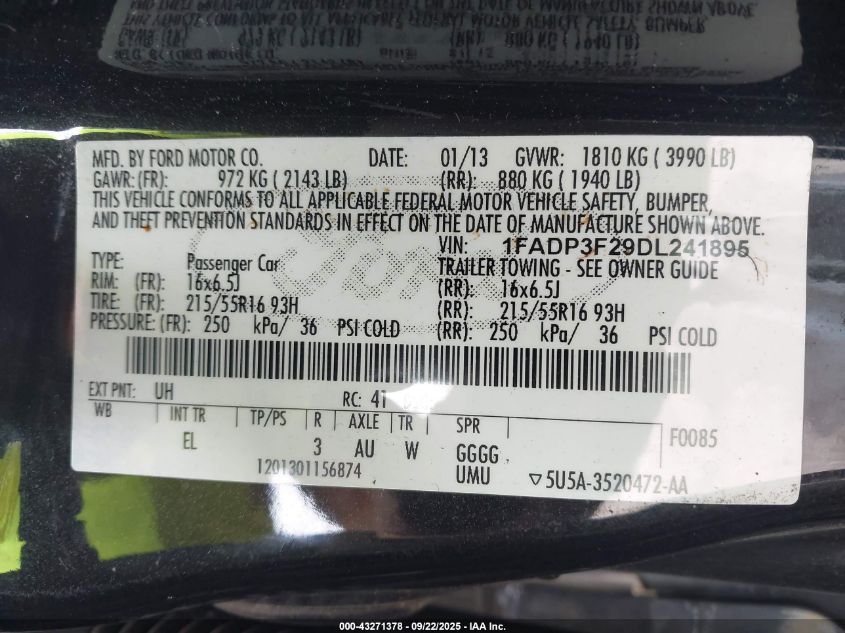 MFD. BY FORD MOTOR CO. DATE: 01/13 GVWR: 1810 KG ( 3990 LB)
GAWR: (FR): 972 KG ( 2143 LB) (RR): 880 KG ( 1940 LB)
THIS VEHICLE CONFORMS TO ALL APPLICABLE FEDERAL MOTOR VEHICLE SAFETY, BUMPER,
AND THEFT PREVENTION STANDARDS IN EFFECT ON THE DATE OF MANUFACTURE SHOWN ABOVE.
VIN: 1FADP3F29DL241895
TYPE: Passenger Car TRAILER TOWING - SEE OWNER GUIDE
RIM: (FR): 16x6.5J (RR): 16x6.5J
TIRE: (FR): 215/55R16 93H (RR): 215/55R16 93H
PRESSURE: (FR): 250 kPa/ 36 PSI COLD (RR): 250 kPa/ 36 PSI COLD
EXT PNT: UH RC: 41
WB INT TR TP/PS R AXLE TR SPR F0085
EL 3 AU W GGGG
1201301156874 UMU ▽5U5A-3520472-AA
Ford
000-43271378 - 09/22/2025 - IAA Inc.